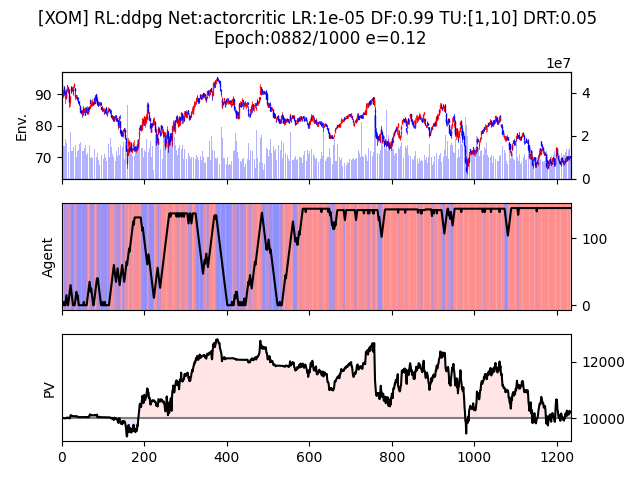 [XOM] RL:ddpg Net:actorcritic LR:1e-05 DF:0.99 TU:[1,10] DRT:0.05
Epoch:0882/1000 e=0.12
1e7
Env.
90
80
70
4
2
0
Agent
100
0
PV
12000
10000
0 200 400 600 800 1000 1200